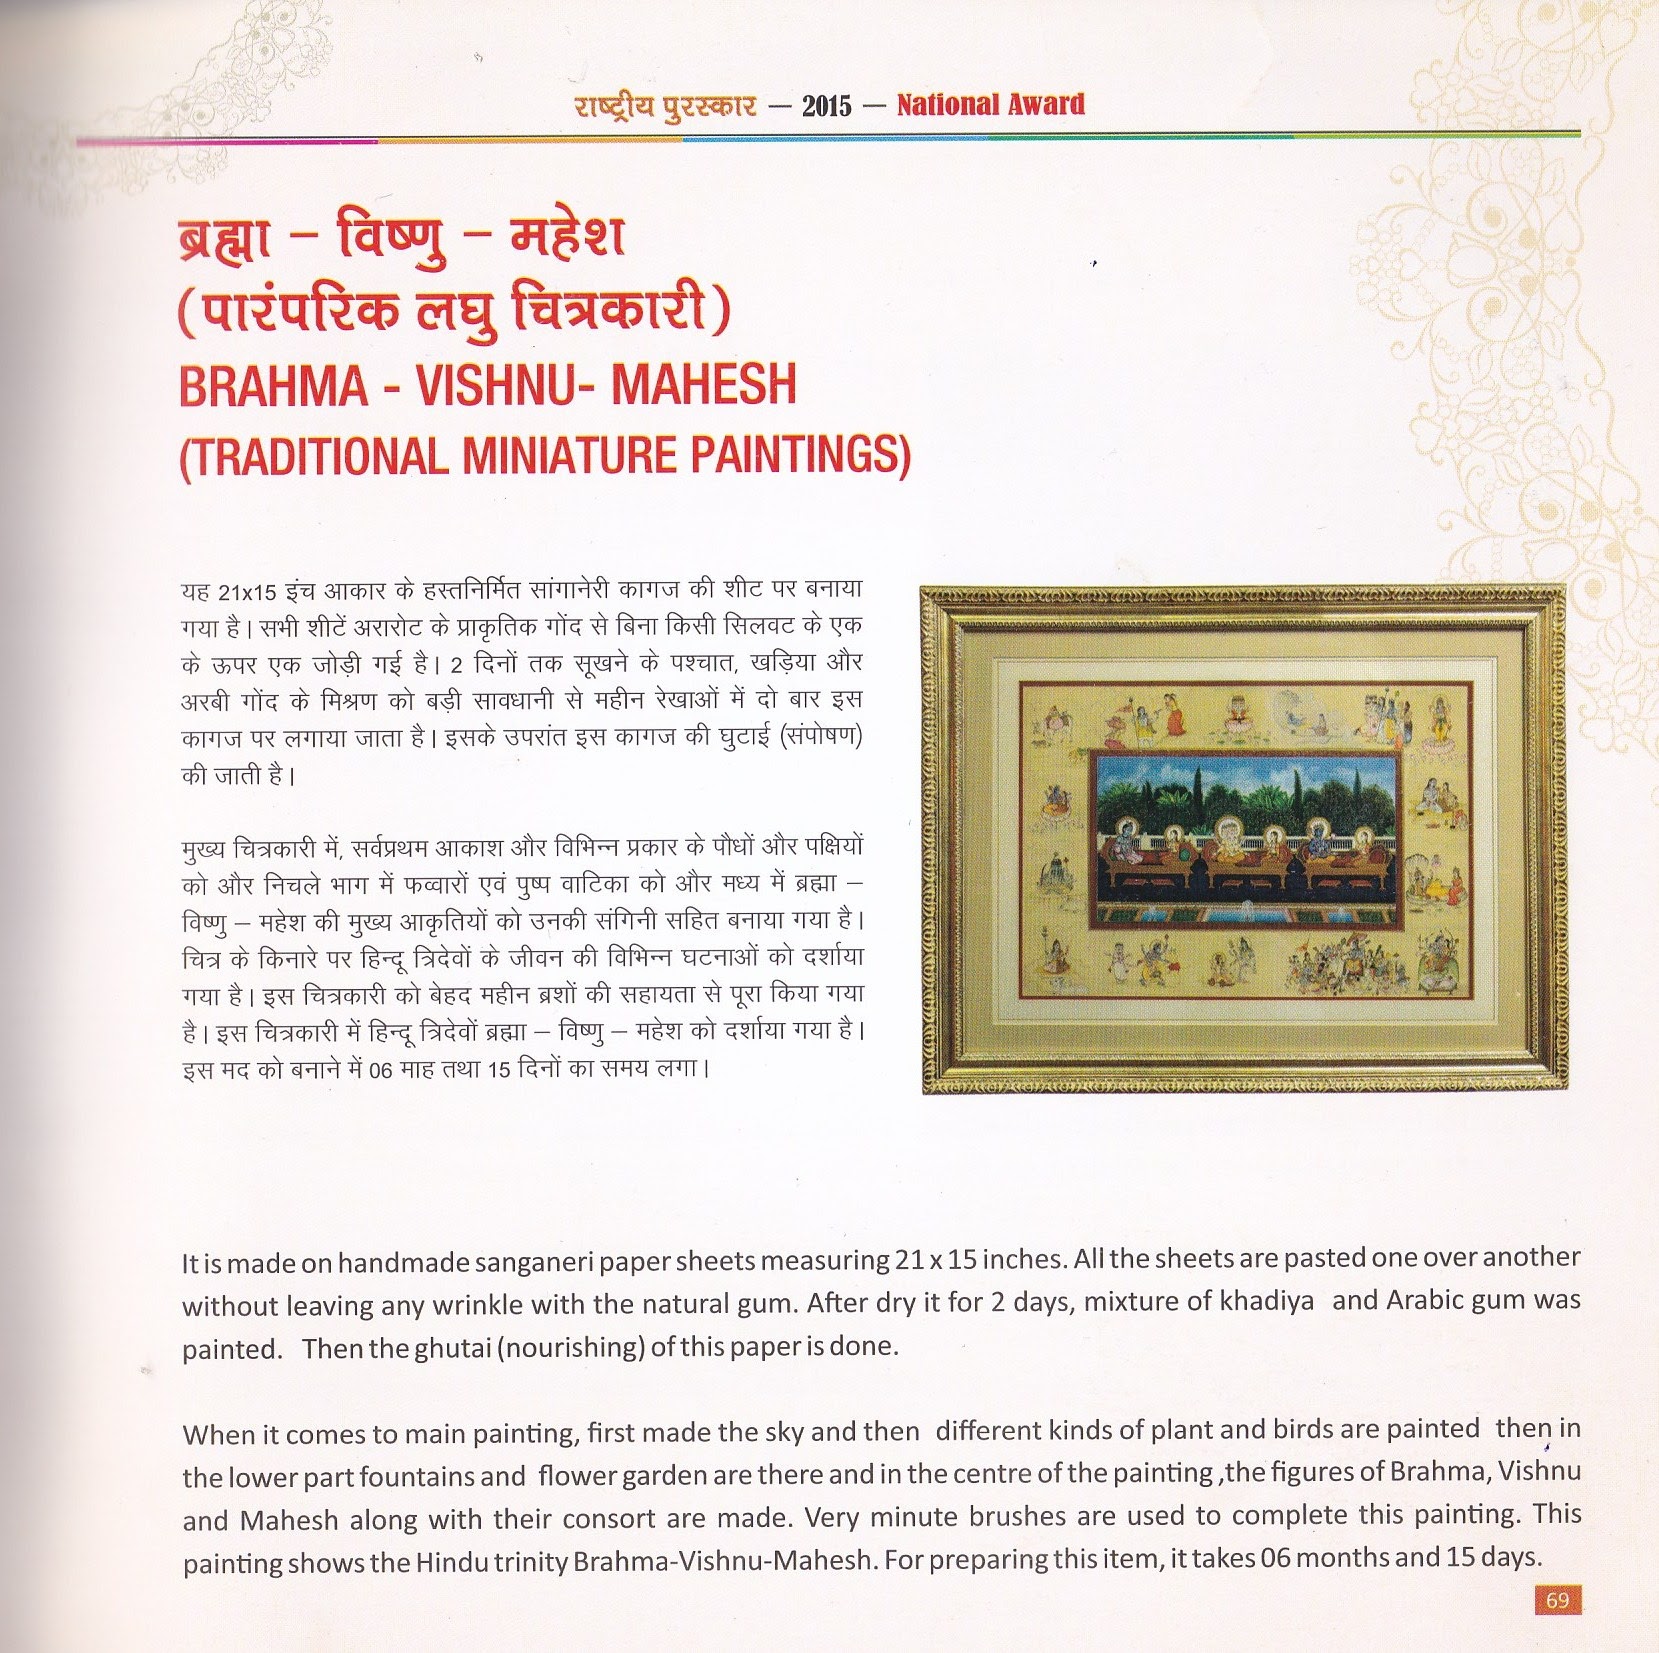 राष्ट्रीय पुरस्कार — 2015 — National Award
ब्रह्मा – विष्णु – महेश
(पारंपरिक लघु चित्रकारी)
BRAHMA - VISHNU- MAHESH
(TRADITIONAL MINIATURE PAINTINGS)
यह 21x15 इंच आकार के हस्तनिर्मित सांगानेरी कागज की शीट पर बनाया
गया है। सभी शीटें अरारोट के प्राकृतिक गोंद से बिना किसी सिलवट के एक
के ऊपर एक जोड़ी गई है। 2 दिनों तक सूखने के पश्चात, खड़िया और
अरबी गोंद के मिश्रण को बड़ी सावधानी से महीन रेखाओं में दो बार इस
कागज पर लगाया जाता है। इसके उपरांत इस कागज की घुटाई (संपोषण)
की जाती है।
मुख्य चित्रकारी में, सर्वप्रथम आकाश और विभिन्न प्रकार के पौधों और पक्षियों
को और निचले भाग में फव्वारों एवं पुष्प वाटिका को और मध्य में ब्रह्मा –
विष्णु – महेश की मुख्य आकृतियों को उनकी संगिनी सहित बनाया गया है।
चित्र के किनारे पर हिन्दू त्रिदेवों के जीवन की विभिन्न घटनाओं को दर्शाया
गया है। इस चित्रकारी को बेहद महीन ब्रशों की सहायता से पूरा किया गया
है। इस चित्रकारी में हिन्दू त्रिदेवों ब्रह्मा – विष्णु – महेश को दर्शाया गया है।
इस मद को बनाने में 06 माह तथा 15 दिनों का समय लगा।
It is made on handmade sanganeri paper sheets measuring 21 x 15 inches. All the sheets are pasted one over another
without leaving any wrinkle with the natural gum. After dry it for 2 days, mixture of khadiya and Arabic gum was
painted. Then the ghutai (nourishing) of this paper is done.
When it comes to main painting, first made the sky and then different kinds of plant and birds are painted then in
the lower part fountains and flower garden are there and in the centre of the painting ,the figures of Brahma, Vishnu
and Mahesh along with their consort are made. Very minute brushes are used to complete this painting. This
painting shows the Hindu trinity Brahma-Vishnu-Mahesh. For preparing this item, it takes 06 months and 15 days.
69